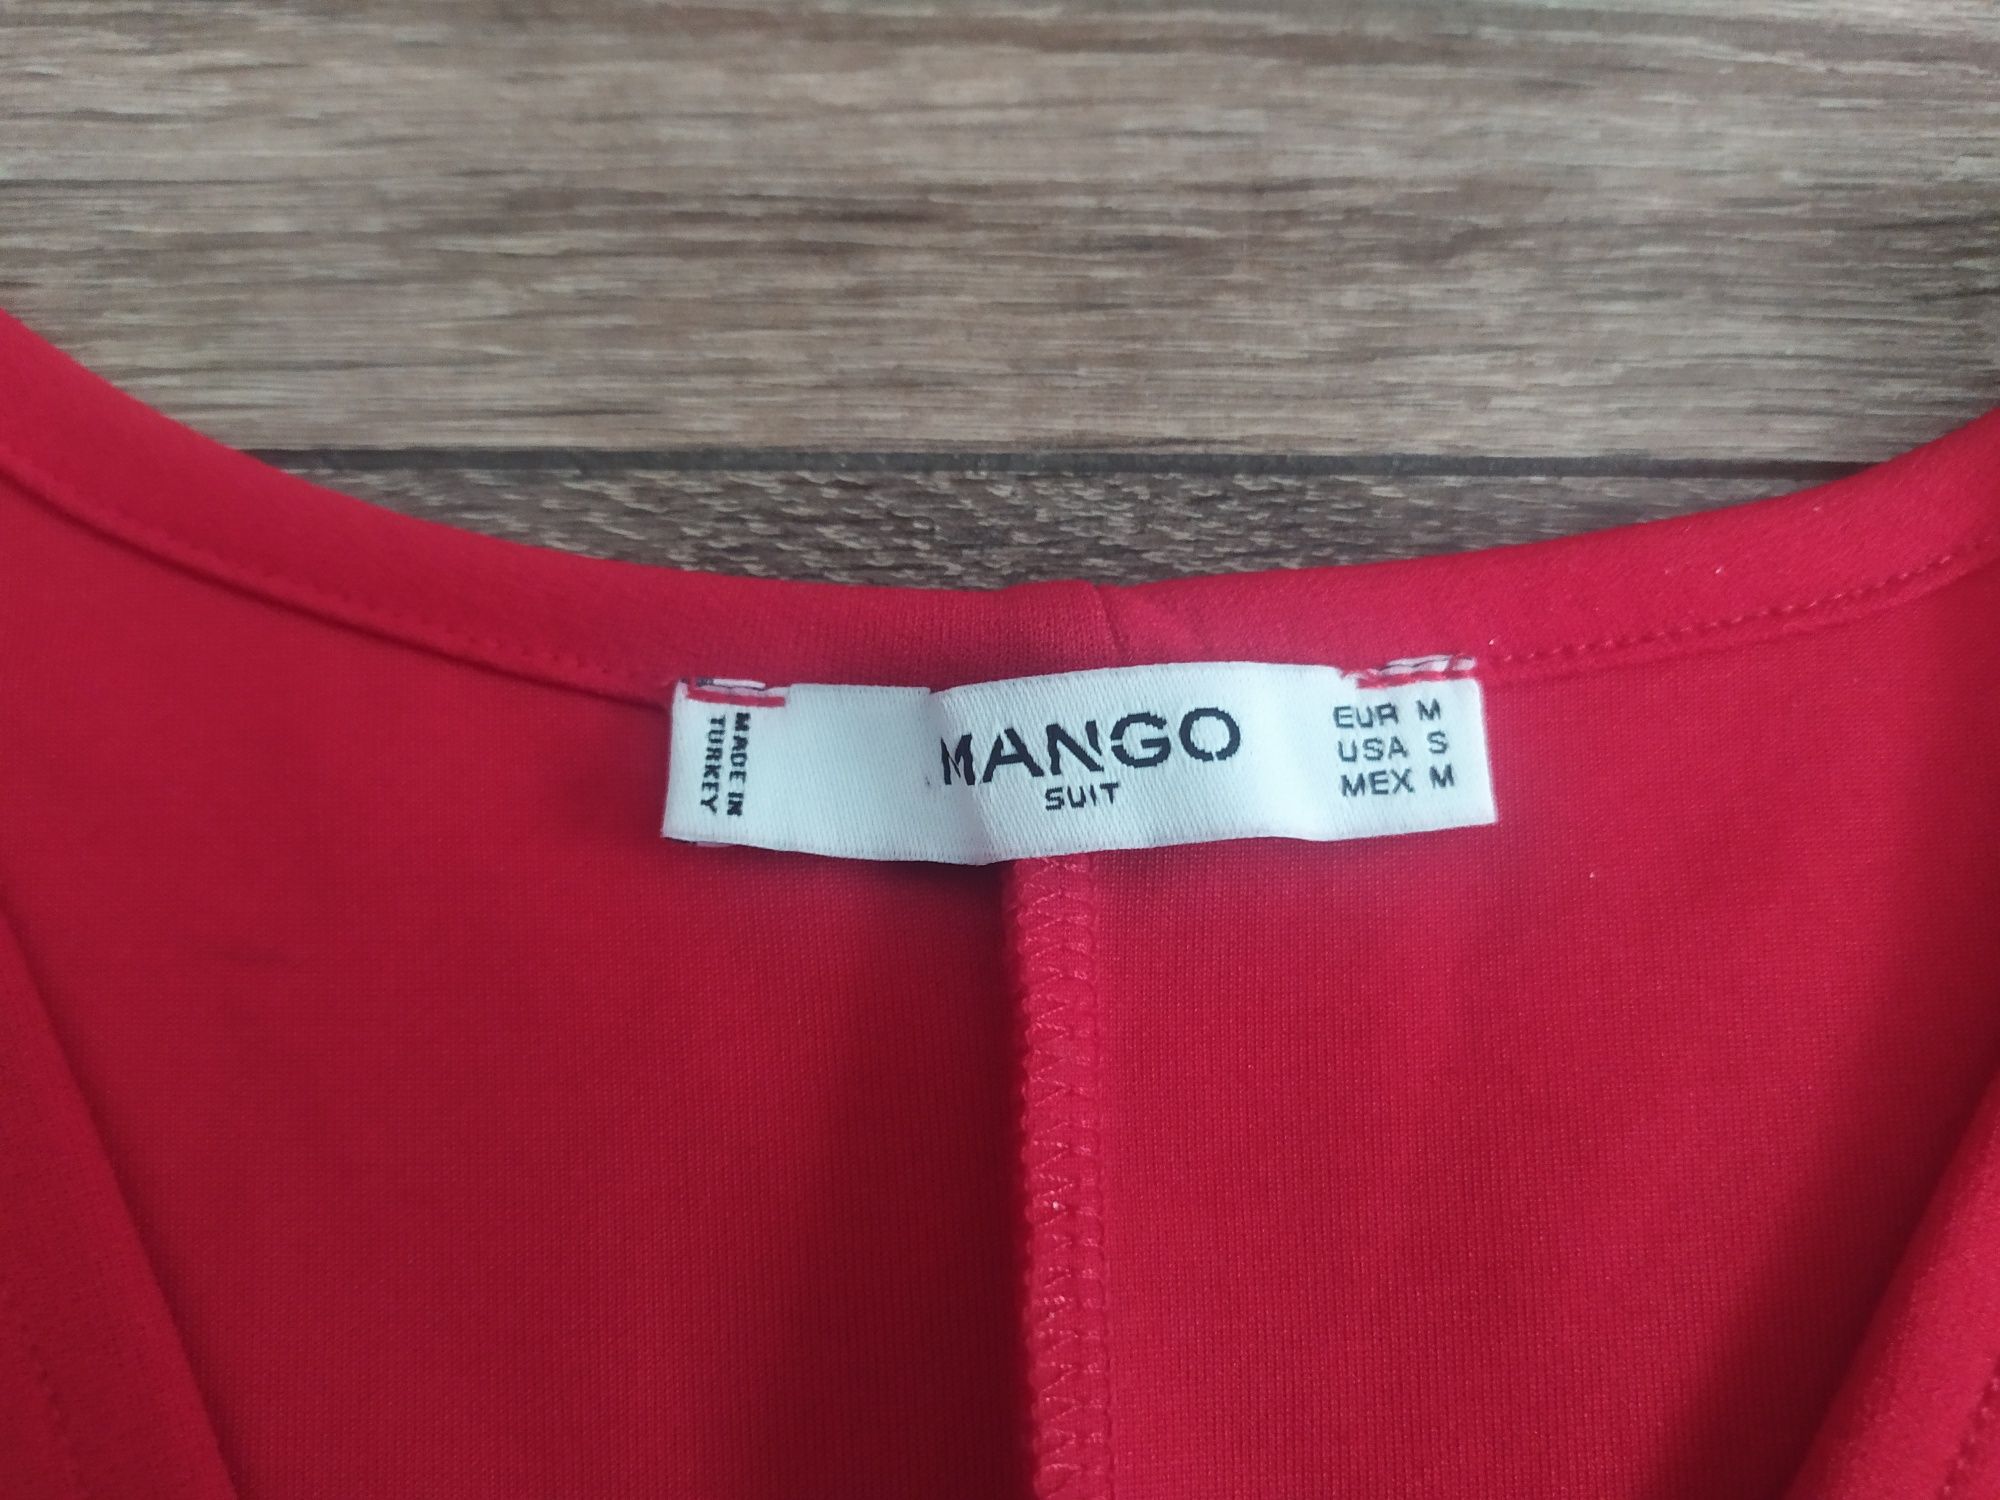 MADE IN
TURKEY
MANGO
SUIT
EUR M
USA S
MEX M